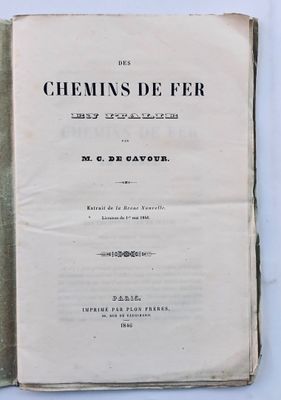 DES
CHEMINS DE FER
EN ITALIE
PAR
M. C. DE CAVOUR.
Extrait de la Revue Nouvelle.
Livraison du 1er mai 1846.
PARIS,
IMPRIMÉ PAR PLON FRÈRES,
36, RUE DE VAUGIRARD.
1846